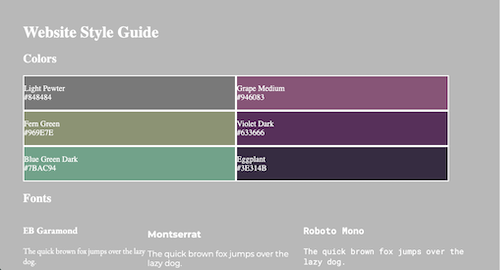 Website Style Guide
Colors
Light Pewter
#848484
Grape Medium
#946083
Fern Green
#969E7E
Violet Dark
#633666
Blue Green Dark
#7BAC94
Eggplant
#3E314B
Fonts
EB Garamond
The quick brown fox jumps over the lazy
dog.
Montserrat
The quick brown fox jumps over the
lazy dog.
Roboto Mono
The quick brown fox jumps over the
lazy dog.